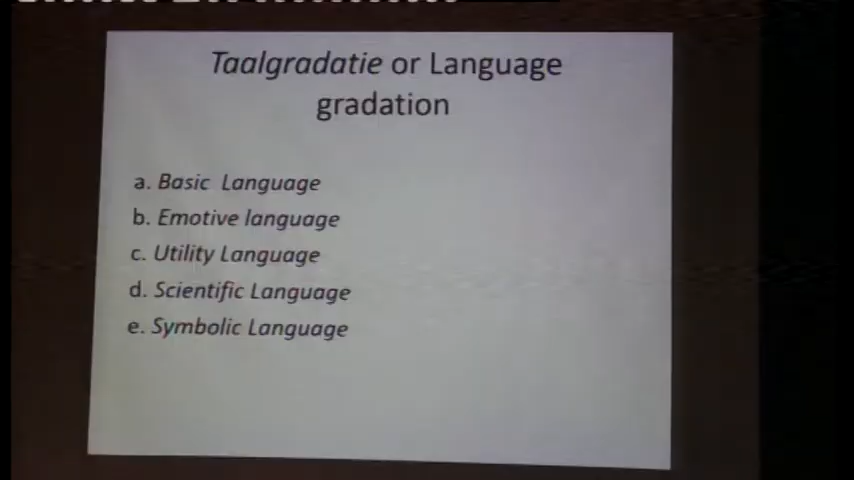 Taalgradatie or Language
gradation
a. Basic Language
b. Emotive language
c. Utility Language
d. Scientific Language
e. Symbolic Language